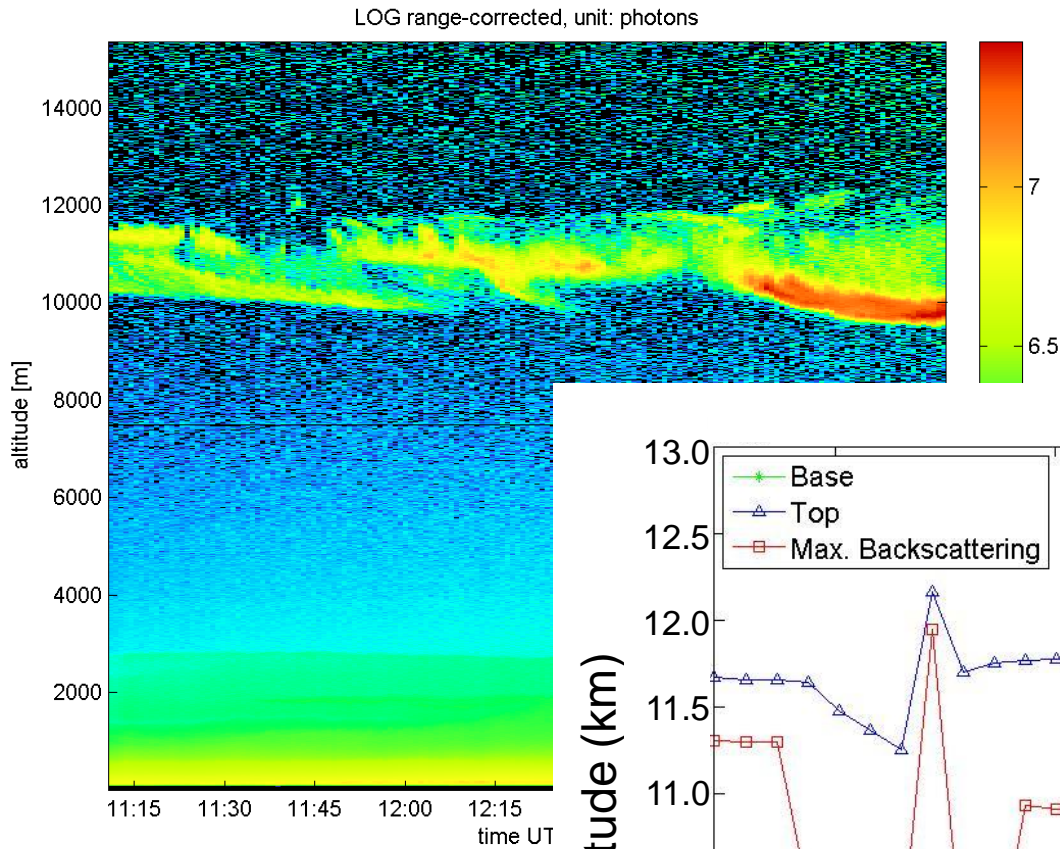 LOG range-corrected, unit: photons
14000
12000
10000
8000
6000
4000
2000
altitude [m]
11:15 11:30 11:45 12:00 12:15
time UT
7
6.5
13.0
12.5
12.0
11.5
11.0
tude (km)
Base
Top
Max. Backscattering